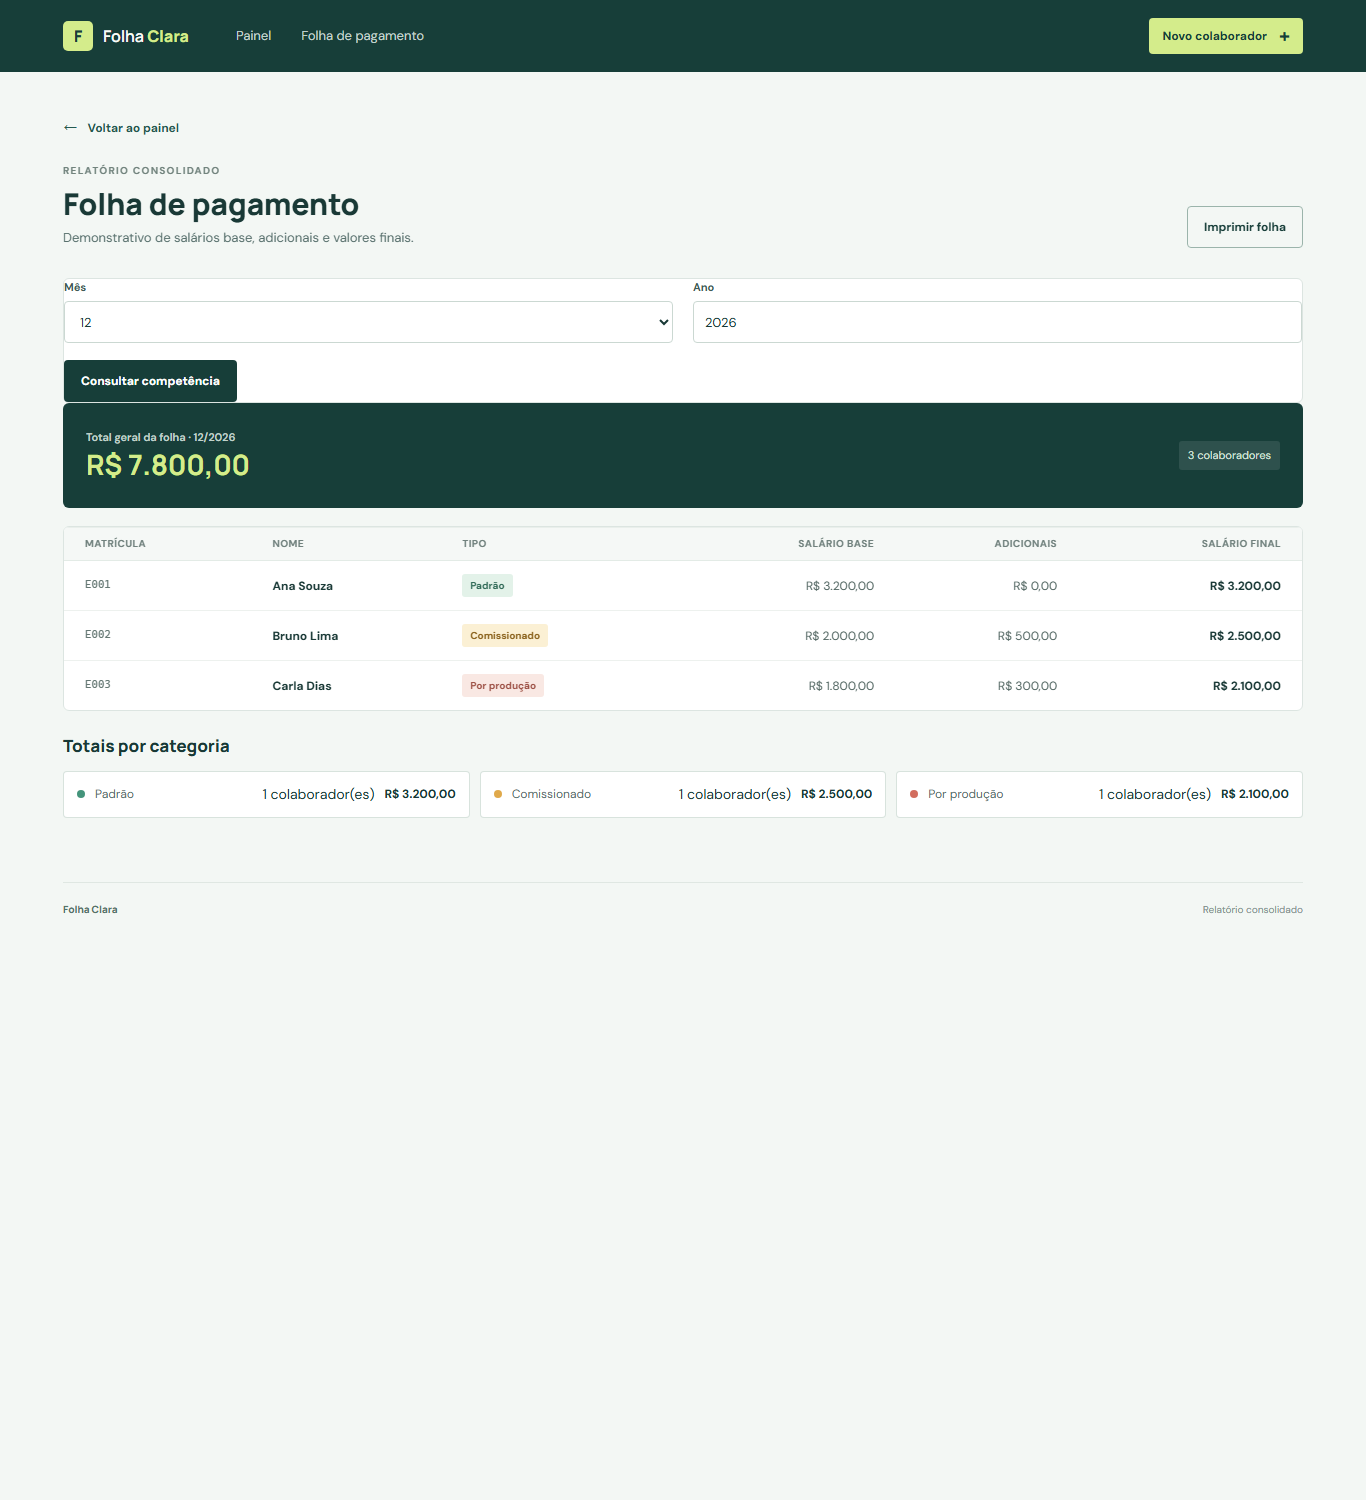 F Folha Clara Painel Folha de pagamento Novo colaborador +
← Voltar ao painel
RELATÓRIO CONSOLIDADO
Folha de pagamento
Demonstrativo de salários base, adicionais e valores finais.
Imprimir folha
Mês Ano
12 2026
Consultar competência
Total geral da folha · 12/2026
R$ 7.800,00
3 colaboradores
MATRÍCULA NOME TIPO SALÁRIO BASE ADICIONAIS SALÁRIO FINAL
E001 Ana Souza Padrão R$ 3.200,00 R$ 0,00 R$ 3.200,00
E002 Bruno Lima Comissionado R$ 2.000,00 R$ 500,00 R$ 2.500,00
E003 Carla Dias Por produção R$ 1.800,00 R$ 300,00 R$ 2.100,00
Totais por categoria
Padrão 1 colaborador(es) R$ 3.200,00 Comissionado 1 colaborador(es) R$ 2.500,00 Por produção 1 colaborador(es) R$ 2.100,00
Folha Clara Relatório consolidado